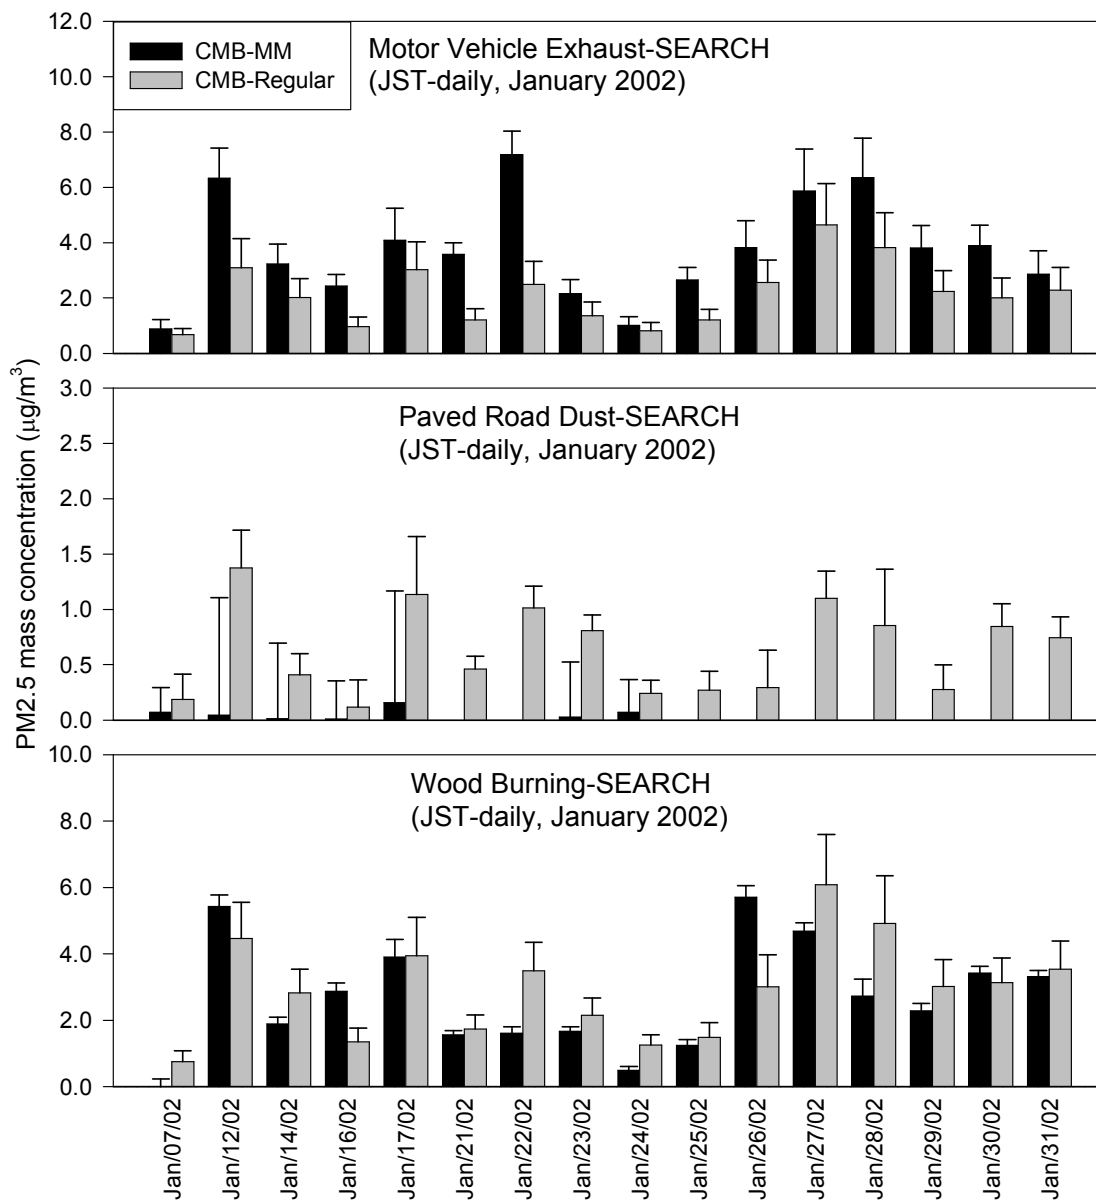 12.0
CMB-MM
CMB-Regular
Motor Vehicle Exhaust-SEARCH
(JST-daily, January 2002)
10.0
8.0
6.0
4.0
2.0
0.0
PM2.5 mass concentration (μg/m³)
3.0
Paved Road Dust-SEARCH
(JST-daily, January 2002)
2.5
2.0
1.5
1.0
0.5
0.0
10.0
Wood Burning-SEARCH
(JST-daily, January 2002)
8.0
6.0
4.0
2.0
0.0
Jan/07/02
Jan/12/02
Jan/14/02
Jan/16/02
Jan/17/02
Jan/21/02
Jan/22/02
Jan/23/02
Jan/24/02
Jan/25/02
Jan/26/02
Jan/27/02
Jan/28/02
Jan/29/02
Jan/30/02
Jan/31/02